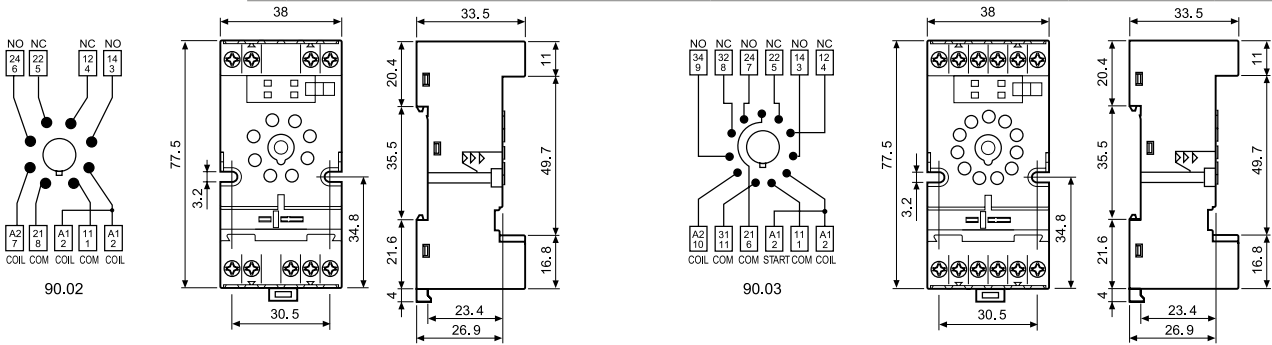 38
33.5
38
33.5
NO NC NC NO
24 22 12 14
6 5 4 3
20.4
11
77.5
35.5
49.7
3.2
34.8
21.6
16.8
4
A2 21 A1 11 A1
7 8 2 1 2
COIL COM COIL COM COIL
90.02
30.5
23.4
26.9
NO NC NO NC NO NC
34 32 24 22 14 12
9 8 7 5 3 4
20.4
11
77.5
35.5
49.7
3.2
34.8
21.6
16.8
4
A2 31 21 A1 11 A1
10 11 6 2 1 2
COIL COM COM START COM COIL
90.03
30.5
23.4
26.9